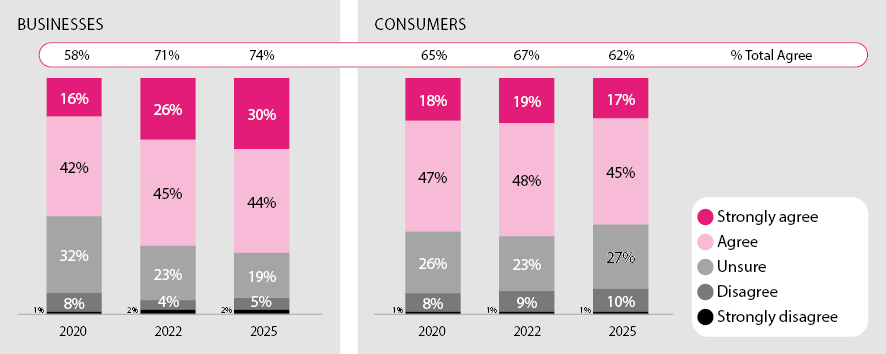 BUSINESSES
CONSUMERS
58% 71% 74% 65% 67% 62% % Total Agree
16% 26% 30% 18% 19% 17%
42% 45% 44% 47% 48% 45%
32% 23% 19% 26% 23% 27%
8% 4% 5% 8% 9% 10%
1% 2% 2% 1% 1% 1%
2020 2022 2025 2020 2022 2025
Strongly agree
Agree
Unsure
Disagree
Strongly disagree